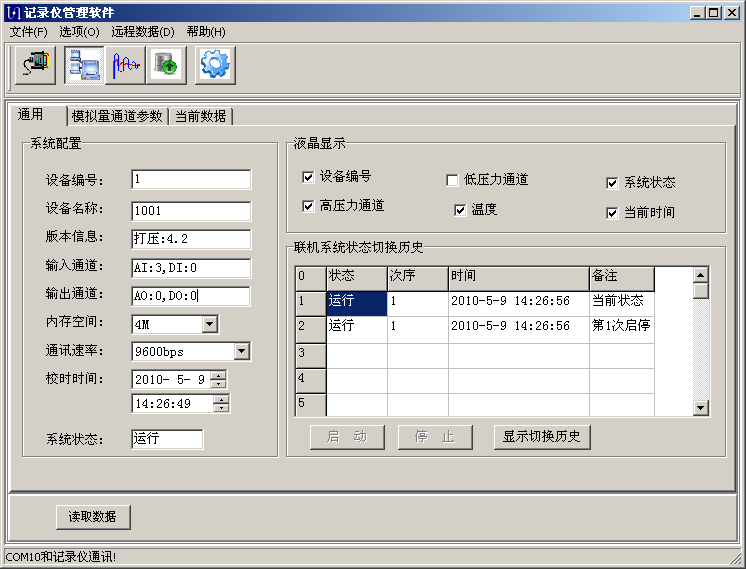 记录仪管理软件
文件(F) 选项(O) 远程数据(D) 帮助(H)
通用 模拟量通道参数 当前数据
系统配置
设备编号: 1
设备名称: 1001
版本信息: 打压:4.2
输入通道: AI:3,DI:0
输出通道: AO:0,DO:0
内存空间: 4M
通讯速率: 9600bps
校时时间: 2010- 5- 9
14:26:49
系统状态: 运行
液晶显示
设备编号 低压力通道 系统状态
高压力通道 温度 当前时间
联机系统状态切换历史
0 状态 次序 时间 备注
1 运行 1 2010-5-9 14:26:56 当前状态
2 运行 1 2010-5-9 14:26:56 第1次启停
3
4
5
启 动 停 止 显示切换历史
读取数据
COM10和记录仪通讯!